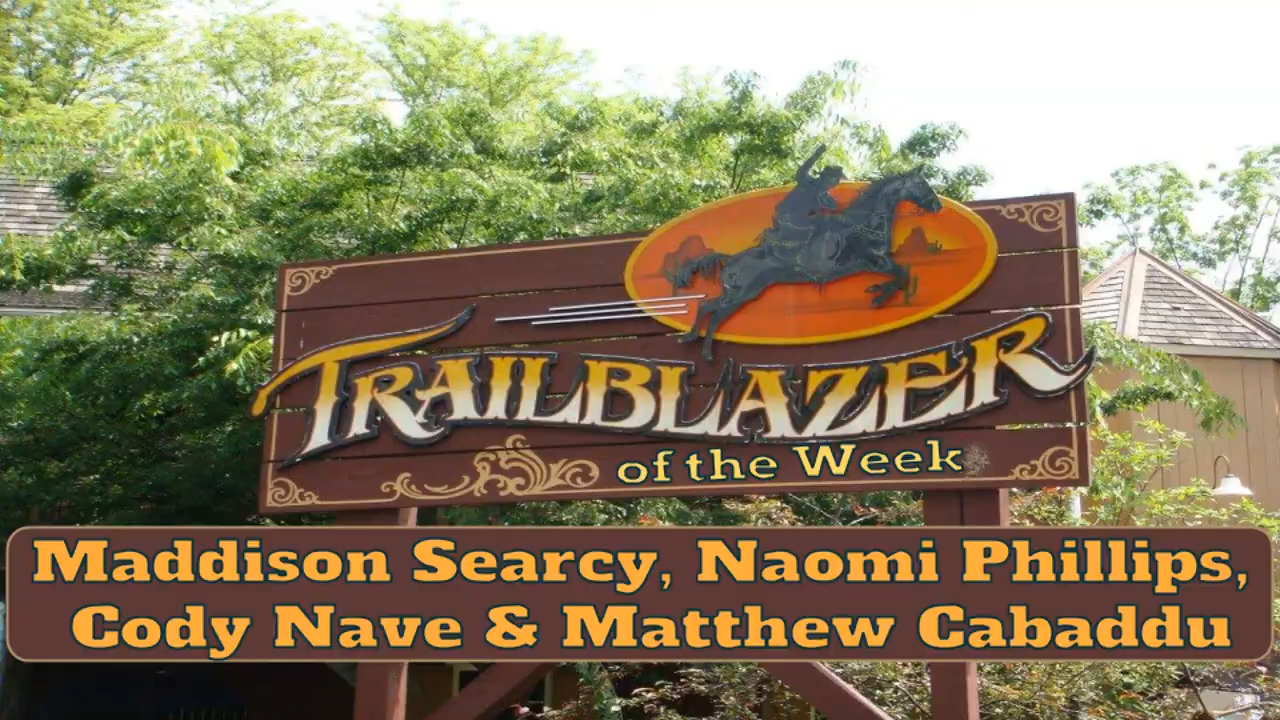 TRAILBLAZER
of the Week
Maddison Searcy, Naomi Phillips,
Cody Nave & Matthew Cabaddu